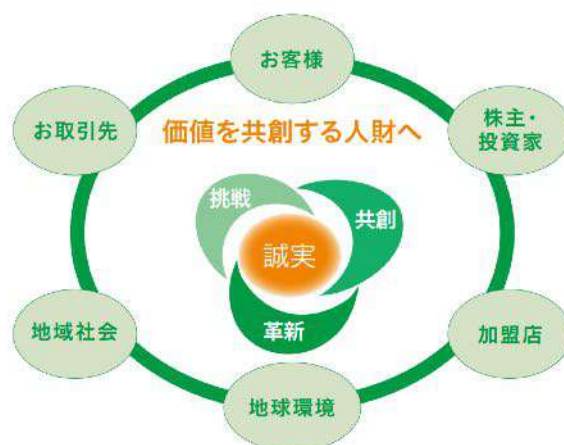 お客様
お取引先
株主・
投資家
価値を共創する人財へ
挑戦
共創
誠実
革新
地域社会
加盟店
地球環境